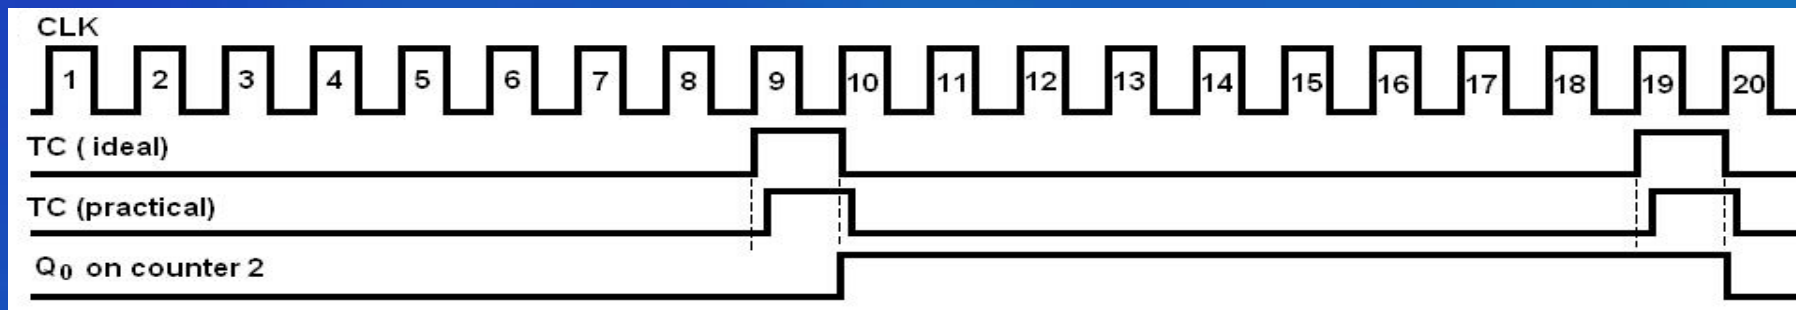 CLK
1 2 3 4 5 6 7 8 9 10 11 12 13 14 15 16 17 18 19 20
TC ( ideal)
TC (practical)
Q0 on counter 2